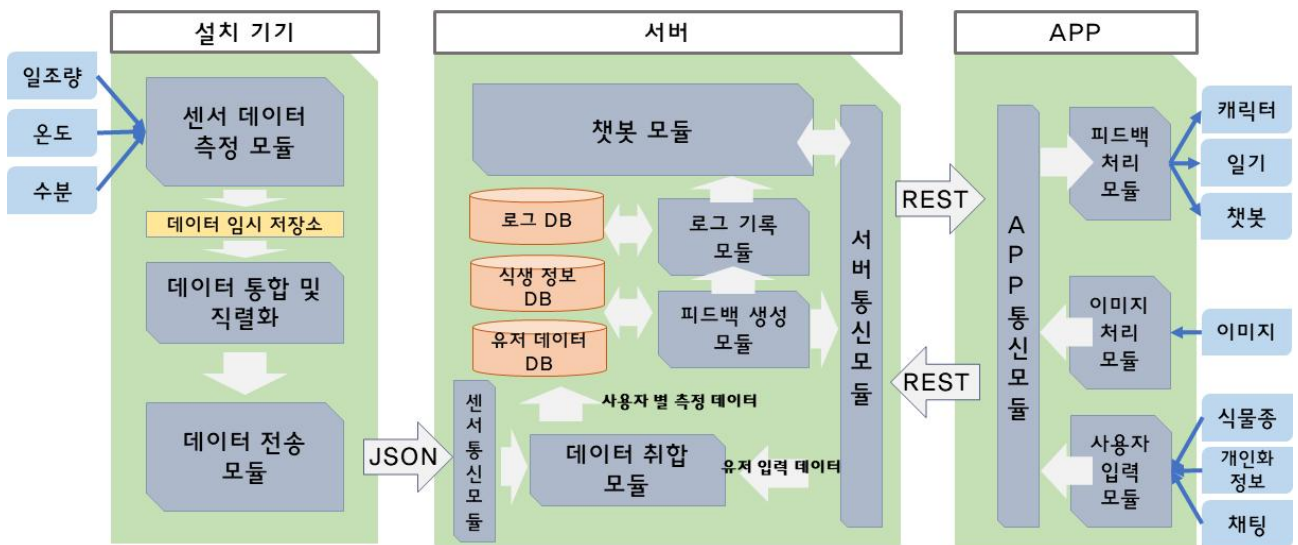 설치 기기
서버
APP
일조량
온도
수분
센서 데이터
측정 모듈
데이터 임시 저장소
데이터 통합 및
직렬화
데이터 전송
모듈
JSON
챗봇 모듈
로그 DB
로그 기록
모듈
식생 정보
DB
피드백 생성
모듈
유저 데이터
DB
사용자 별 측정 데이터
센서통신모듈
데이터 취합
모듈
유저 입력 데이터
서버통신모듈
REST
REST
APP통신모듈
피드백
처리
모듈
캐릭터
일기
챗봇
이미지
처리
모듈
이미지
사용자
입력
모듈
식물종
개인화
정보
채팅